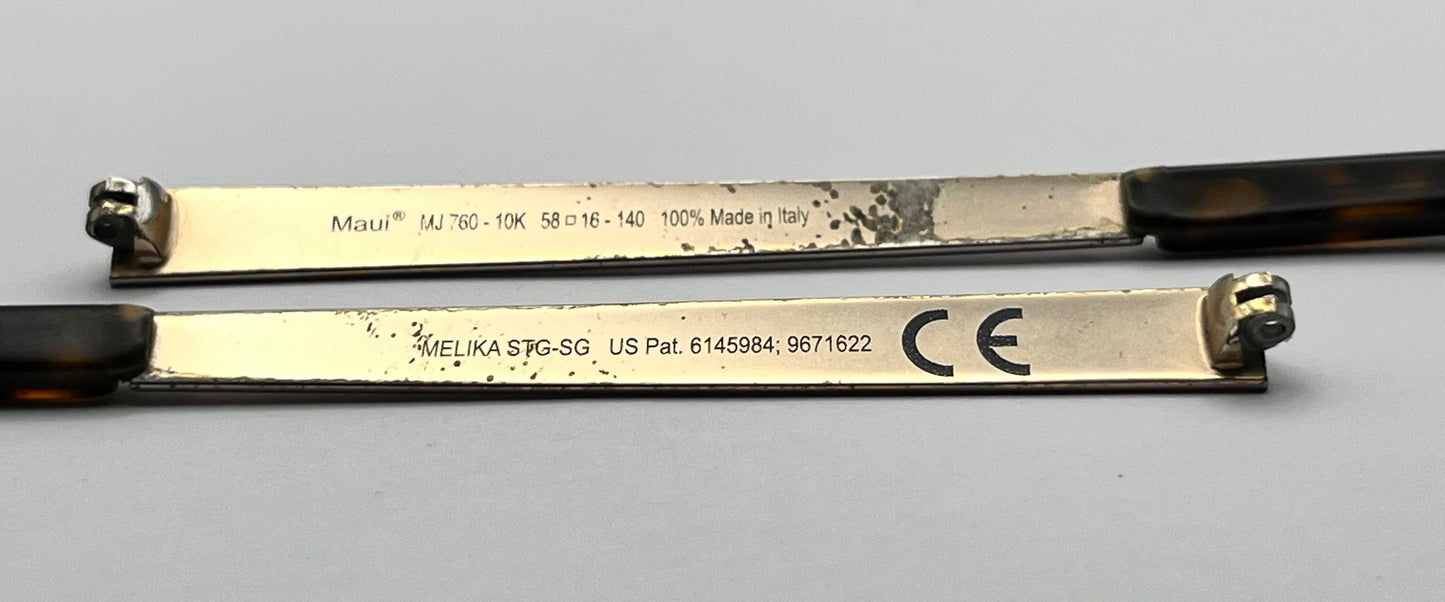 Maui® MJ 760 - 10K 58 □ 16 - 140 100% Made in Italy
MELIKA STG-SG US Pat. 6145984; 9671622 CE